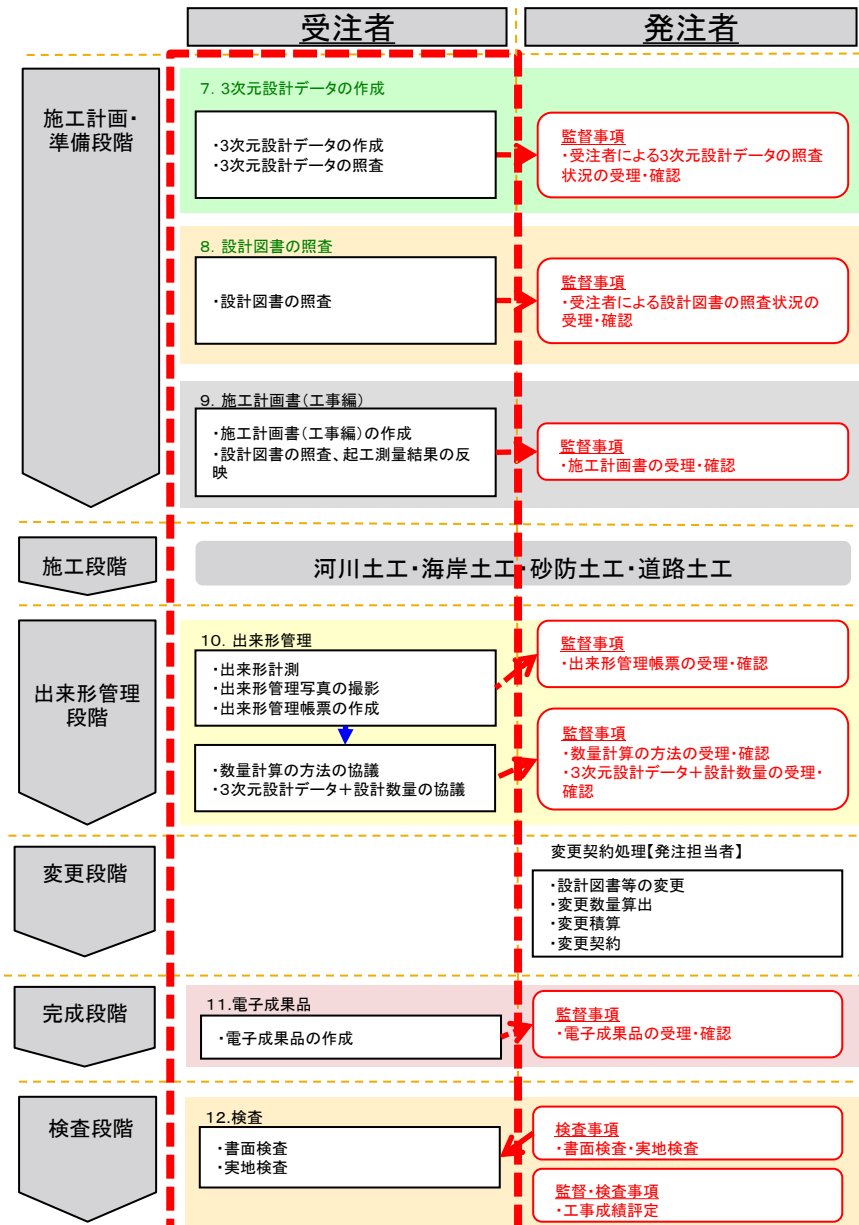 受注者
発注者
施工計画・
準備段階
7. 3次元設計データの作成
・3次元設計データの作成
・3次元設計データの照査
監督事項
・受注者による3次元設計データの照査
状況の受理・確認
8. 設計図書の照査
・設計図書の照査
監督事項
・受注者による設計図書の照査状況の
受理・確認
9. 施工計画書(工事編)
・施工計画書(工事編)の作成
・設計図書の照査、起工測量結果の反
映
監督事項
・施工計画書の受理・確認
施工段階
河川土工・海岸土工・砂防土工・道路土工
出来形管理
段階
10. 出来形管理
・出来形計測
・出来形管理写真の撮影
・出来形管理帳票の作成
監督事項
・出来形管理帳票の受理・確認
・数量計算の方法の協議
・3次元設計データ+設計数量の協議
監督事項
・数量計算の方法の受理・確認
・3次元設計データ+設計数量の受理・
確認
変更段階
変更契約処理【発注担当者】
・設計図書等の変更
・変更数量算出
・変更積算
・変更契約
完成段階
11.電子成果品
・電子成果品の作成
監督事項
・電子成果品の受理・確認
検査段階
12.検査
・書面検査
・実地検査
検査事項
・書面検査・実地検査
監督・検査事項
・工事成績評定